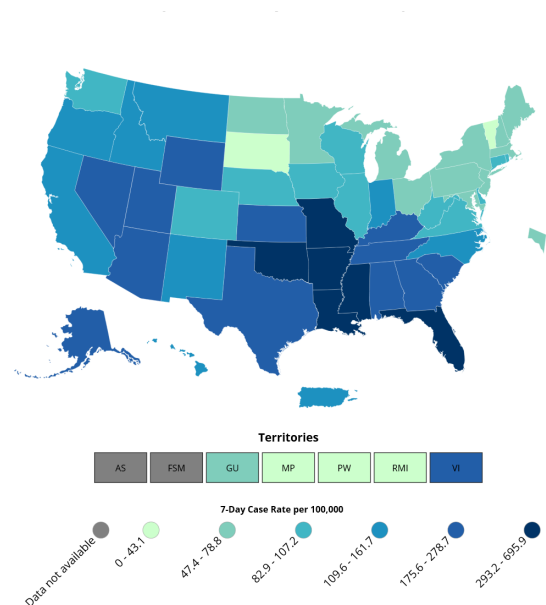 Territories
AS FSM GU MP PW RMI VI
7-Day Case Rate per 100,000
Data not available
0 - 43.1
47.4 - 78.8
82.9 - 107.2
109.6 - 161.7
175.6 - 278.7
293.2 - 695.9